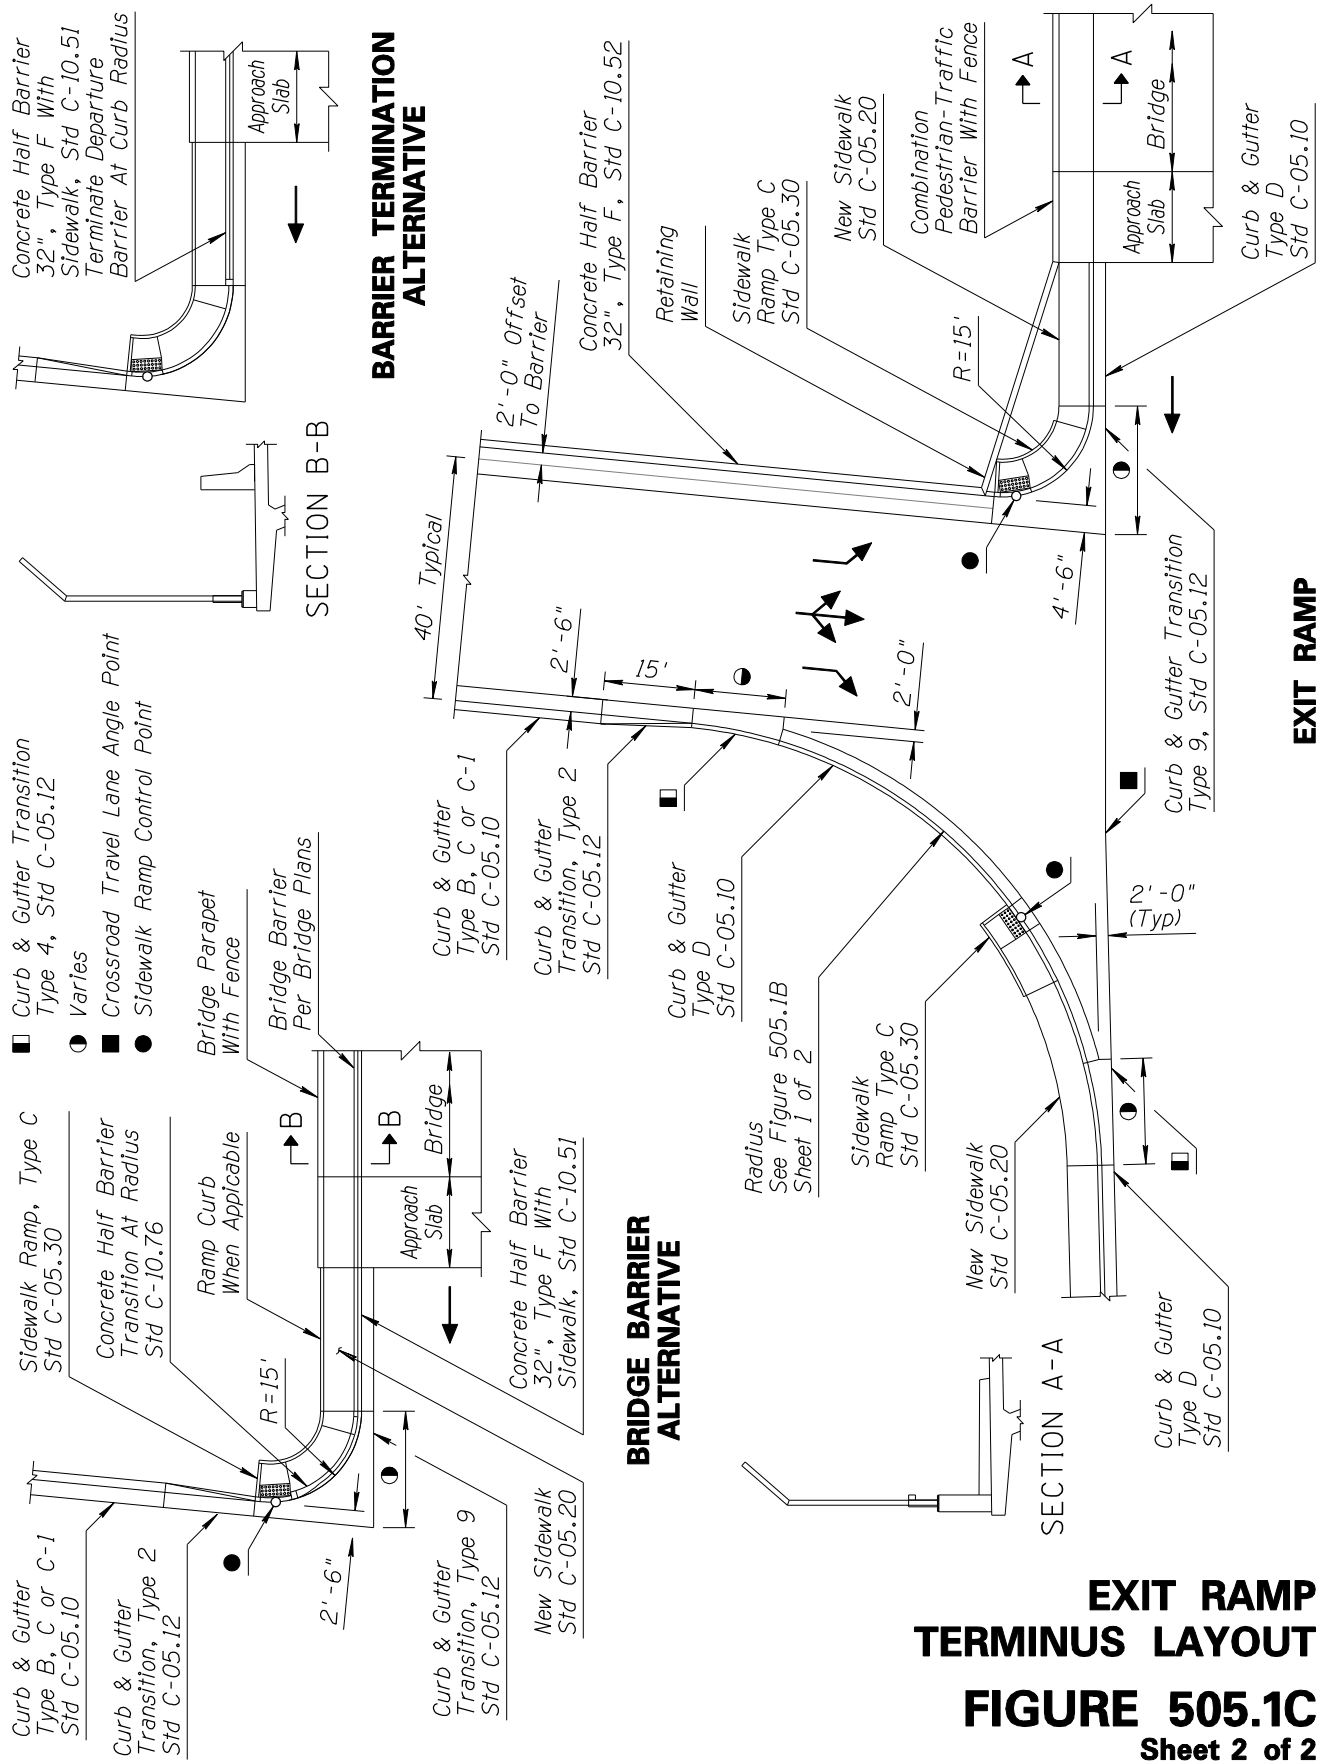 Curb & Gutter
Type B, C or C-1
Std C-05.10
Curb & Gutter
Transition, Type 2
Std C-05.12
Sidewalk Ramp, Type C
Std C-05.30
Concrete Half Barrier
Transition At Radius
Std C-10.76
R=15'
2'-6"
Ramp Curb
When Appicable
Bridge Parapet
With Fence
Bridge Barrier
Per Bridge Plans
B
B
Bridge
Approach
Slab
Curb & Gutter
Transition, Type 9
Std C-05.12
New Sidewalk
Std C-05.20
Concrete Half Barrier
32", Type F With
Sidewalk, Std C-10.51
BRIDGE BARRIER
ALTERNATIVE
Curb & Gutter Transition
Type 4, Std C-05.12
Varies
Crossroad Travel Lane Angle Point
Sidewalk Ramp Control Point
SECTION B-B
Concrete Half Barrier
32", Type F With
Sidewalk, Std C-10.51
Terminate Departure
Barrier At Curb Radius
Approach
Slab
BARRIER TERMINATION
ALTERNATIVE
40' Typical
2'-0" Offset
To Barrier
Concrete Half Barrier
32", Type F, Std C-10.52
Retaining
Wall
Sidewalk
Ramp Type C
Std C-05.30
New Sidewalk
Std C-05.20
Combination
Pedestrian-Traffic
Barrier With Fence
A
A
Bridge
Approach
Slab
R=15'
Curb & Gutter
Type D
Std C-05.10
Curb & Gutter
Type B, C or C-1
Std C-05.10
2'-6"
15'
Curb & Gutter
Transition, Type 2
Std C-05.12
Curb & Gutter
Type D
Std C-05.10
2'-0"
4'-6"
Radius
See Figure 505.1B
Sheet 1 of 2
Sidewalk
Ramp Type C
Std C-05.30
2'-0"
(Typ)
Curb & Gutter Transition
Type 9, Std C-05.12
New Sidewalk
Std C-05.20
Curb & Gutter
Type D
Std C-05.10
SECTION A-A
EXIT RAMP
EXIT RAMP
TERMINUS LAYOUT
FIGURE 505.1C
Sheet 2 of 2